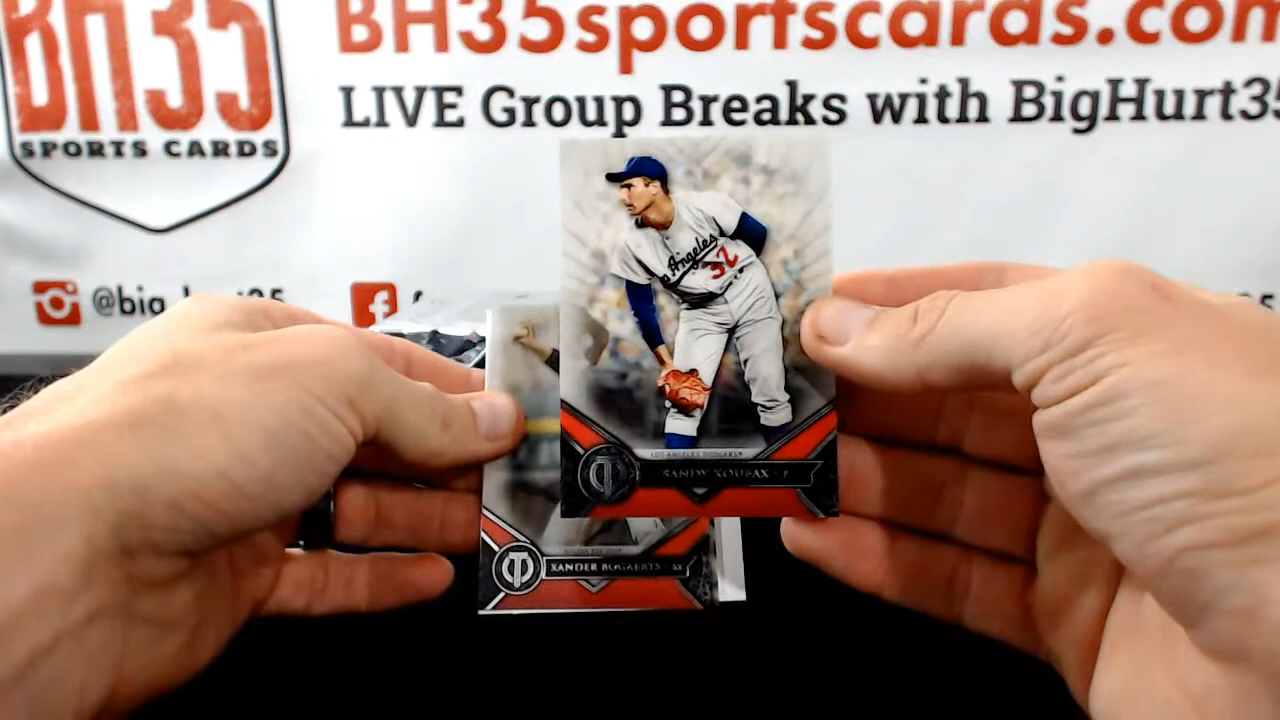 BH35
SPORTS CARDS
BH35sportscards.com
LIVE Group Breaks with BigHurt35
Los Angeles
32
LOS ANGELES DODGERS
SANDY KOUFAX · P
XANDER BOGAERTS · SS